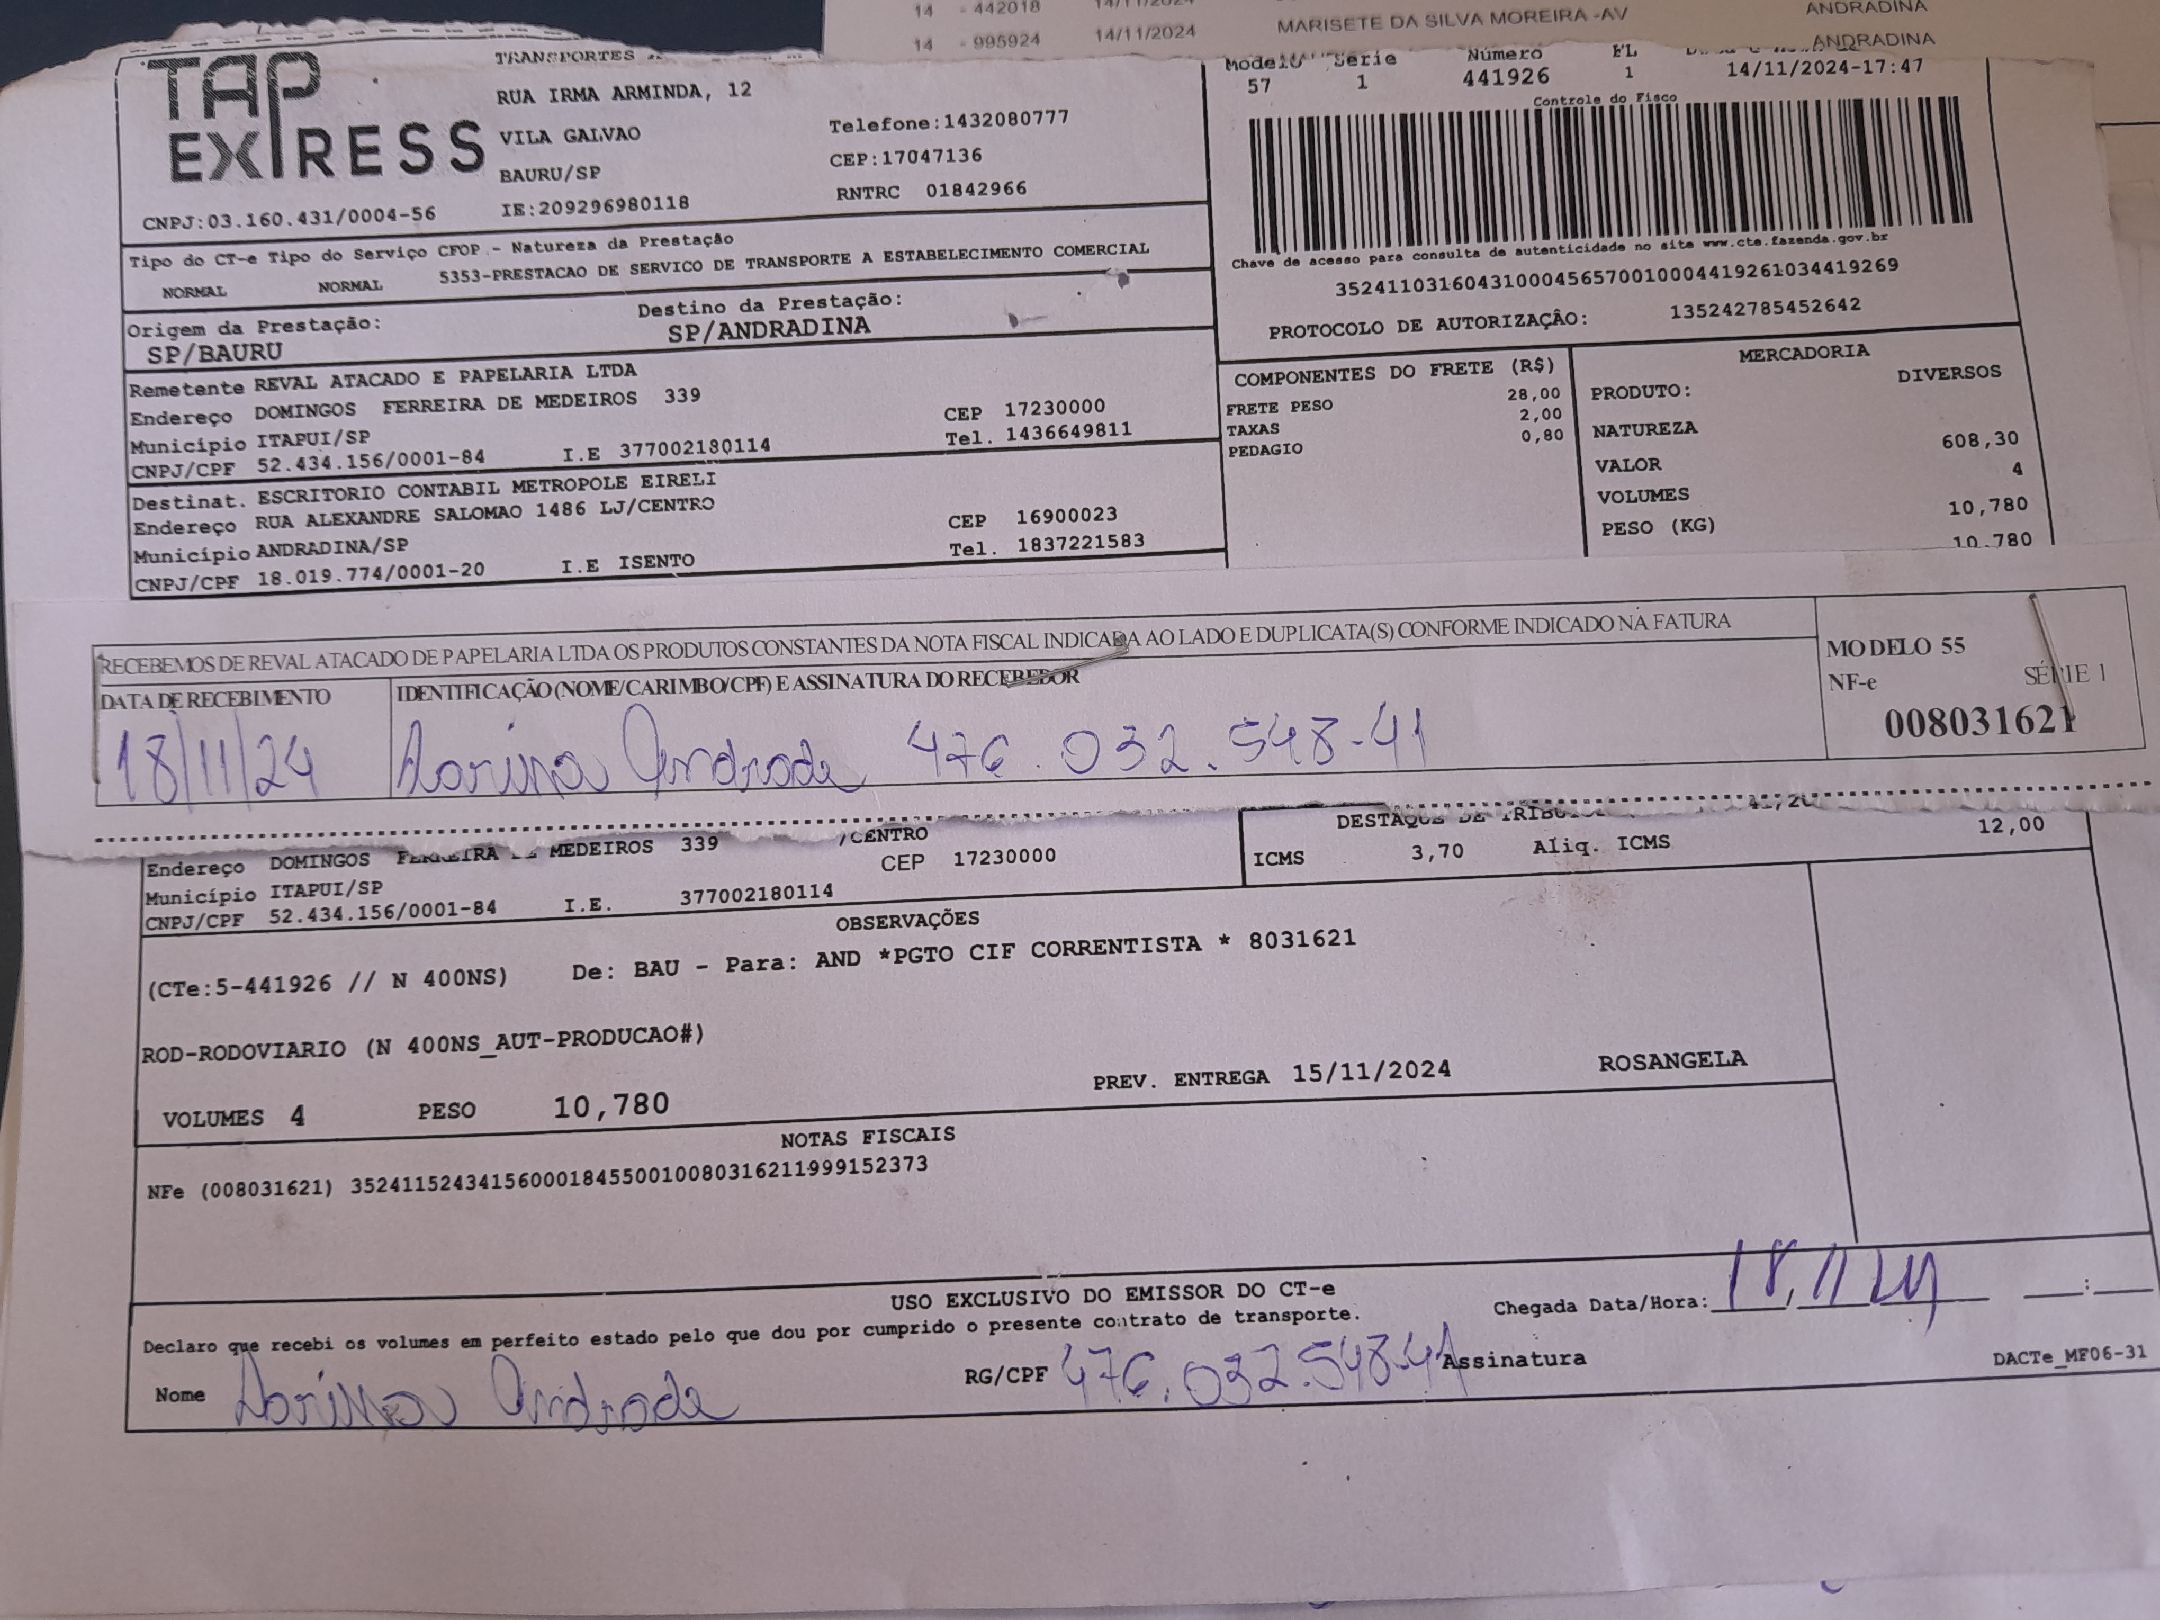 14 - 442018 14/11/2024 ANDRADINA
14 - 995924 14/11/2024 MARISETE DA SILVA MOREIRA -AV ANDRADINA
TAP EXPRESS
TRANSPORTES
RUA IRMA ARMINDA, 12
VILA GALVAO Telefone:1432080777
BAURU/SP CEP:17047136
CNPJ:03.160.431/0004-56 IE:209296980118 RNTRC 01842966
Modelo Série Número FL
57 1 441926 1 14/11/2024-17:47
Controle do Fisco
Chave de acesso para consulta de autenticidade no site www.cte.fazenda.gov.br
35241103160431000456570010004419261034419269
PROTOCOLO DE AUTORIZAÇÃO: 135242785452642
Tipo do CT-e Tipo do Serviço CFOP - Natureza da Prestação
NORMAL NORMAL 5353-PRESTACAO DE SERVICO DE TRANSPORTE A ESTABELECIMENTO COMERCIAL
Origem da Prestação: Destino da Prestação:
SP/BAURU SP/ANDRADINA
Remetente REVAL ATACADO E PAPELARIA LTDA
Endereço DOMINGOS FERREIRA DE MEDEIROS 339
Município ITAPUI/SP CEP 17230000
CNPJ/CPF 52.434.156/0001-84 I.E 377002180114 Tel. 1436649811
Destinat. ESCRITORIO CONTABIL METROPOLE EIRELI
Endereço RUA ALEXANDRE SALOMAO 1486 LJ/CENTRO
Município ANDRADINA/SP CEP 16900023
CNPJ/CPF 18.019.774/0001-20 I.E ISENTO Tel. 1837221583
COMPONENTES DO FRETE (R$)
FRETE PESO 28,00
TAXAS 2,00
PEDAGIO 0,80
MERCADORIA
PRODUTO: DIVERSOS
NATUREZA
VALOR 608,30
VOLUMES 4
PESO (KG) 10,780
10,780
RECEBEMOS DE REVAL ATACADO DE PAPELARIA LTDA OS PRODUTOS CONSTANTES DA NOTA FISCAL INDICADA AO LADO E DUPLICATA(S) CONFORME INDICADO NA FATURA
DATA DE RECEBIMENTO IDENTIFICAÇÃO (NOME/CARIMBO/CPF) E ASSINATURA DO RECEBEDOR
18/11/24 Andrade 476.032.548-41
MODELO 55
NF-e SÉRIE 1
008031621
/CENTRO
Endereço DOMINGOS FERREIRA DE MEDEIROS 339
Município ITAPUI/SP CEP 17230000
CNPJ/CPF 52.434.156/0001-84 I.E. 377002180114
DESTAQUE DE
ICMS 3,70 Aliq. ICMS 12,00
OBSERVAÇÕES
(CTe:5-441926 // N 400NS) De: BAU - Para: AND *PGTO CIF CORRENTISTA * 8031621
ROD-RODOVIARIO (N 400NS_AUT-PRODUCAO#)
VOLUMES 4 PESO 10,780 PREV. ENTREGA 15/11/2024 ROSANGELA
NOTAS FISCAIS
NFe (008031621) 35241152434156000184550010080316211999152373
USO EXCLUSIVO DO EMISSOR DO CT-e
Declaro que recebi os volumes em perfeito estado pelo que dou por cumprido o presente contrato de transporte. Chegada Data/Hora: 18/11/24 __:__
Nome Andrade RG/CPF 476.032.548-41 Assinatura
DACTe_MF06-31